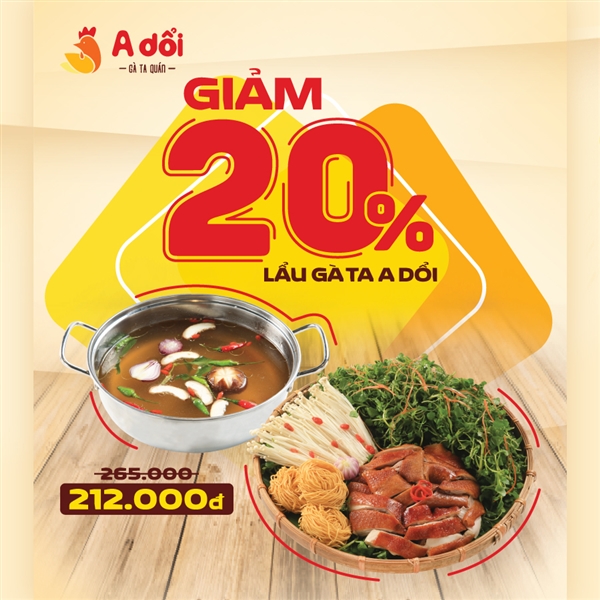 A dổi
GÀ TA QUÁN
GIẢM
20%
LẨU GÀ TA A DỔI
265.000
212.000đ